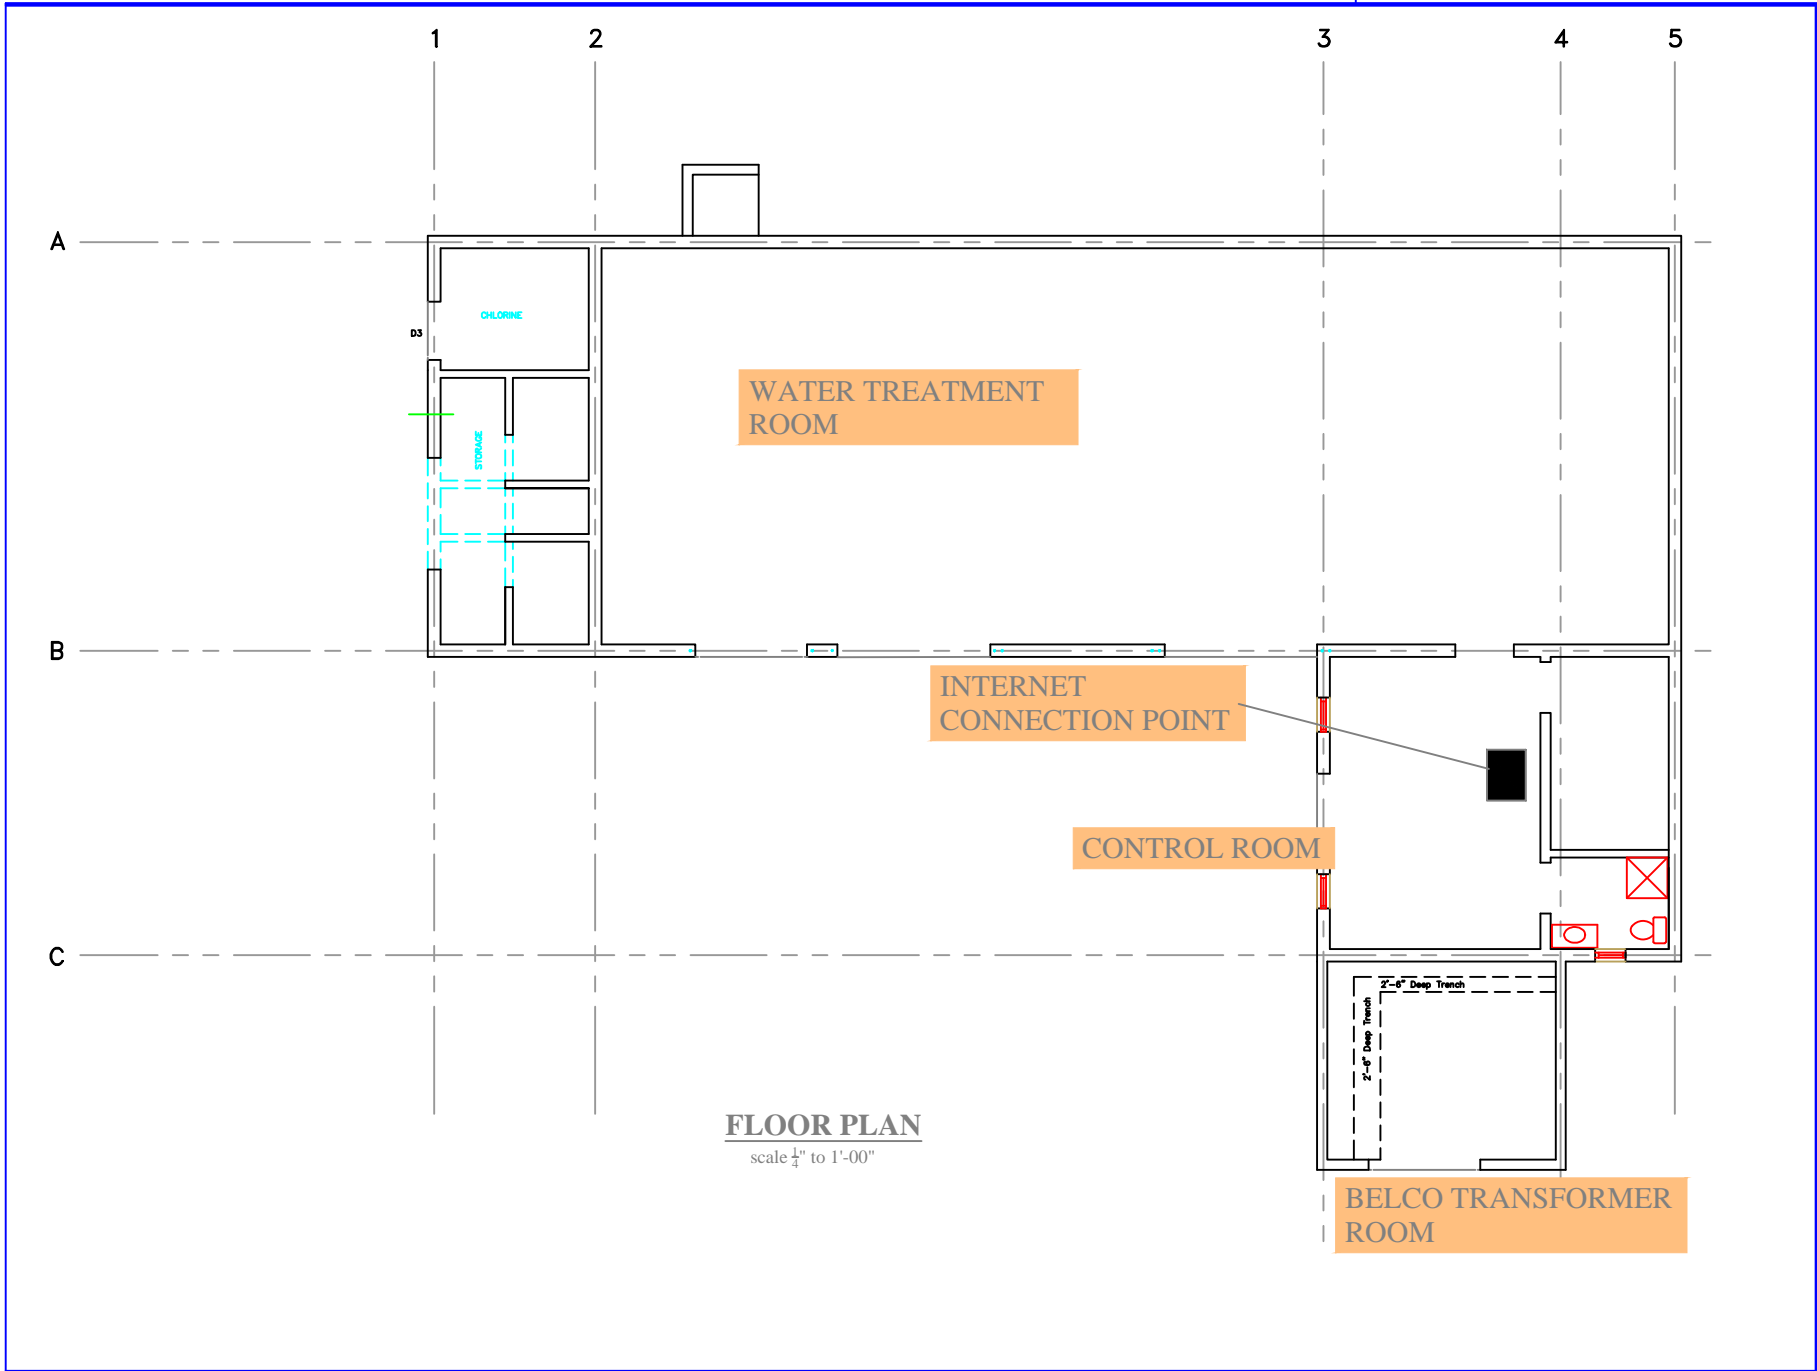 1 2 3 4 5
A
CHLORINE
D3
WATER TREATMENT
ROOM
STORAGE
B
INTERNET
CONNECTION POINT
CONTROL ROOM
C
2'-6" Deep Trench
2'-6" Deep Trench
FLOOR PLAN
scale 1/4" to 1'-00"
BELCO TRANSFORMER
ROOM